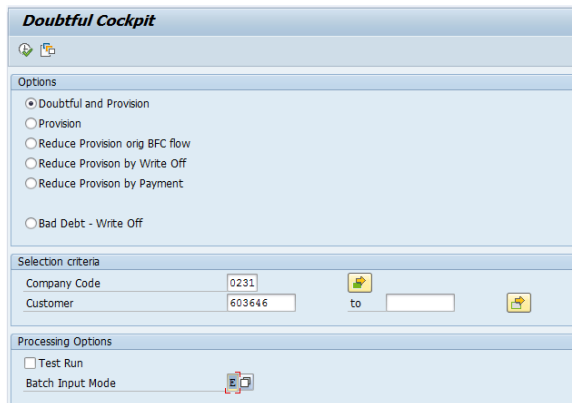 Doubtful Cockpit
Options
Doubtful and Provision
Provision
Reduce Provision orig BFC flow
Reduce Provison by Write Off
Reduce Provison by Payment
Bad Debt - Write Off
Selection criteria
Company Code 0231
Customer 603646 to
Processing Options
Test Run
Batch Input Mode E